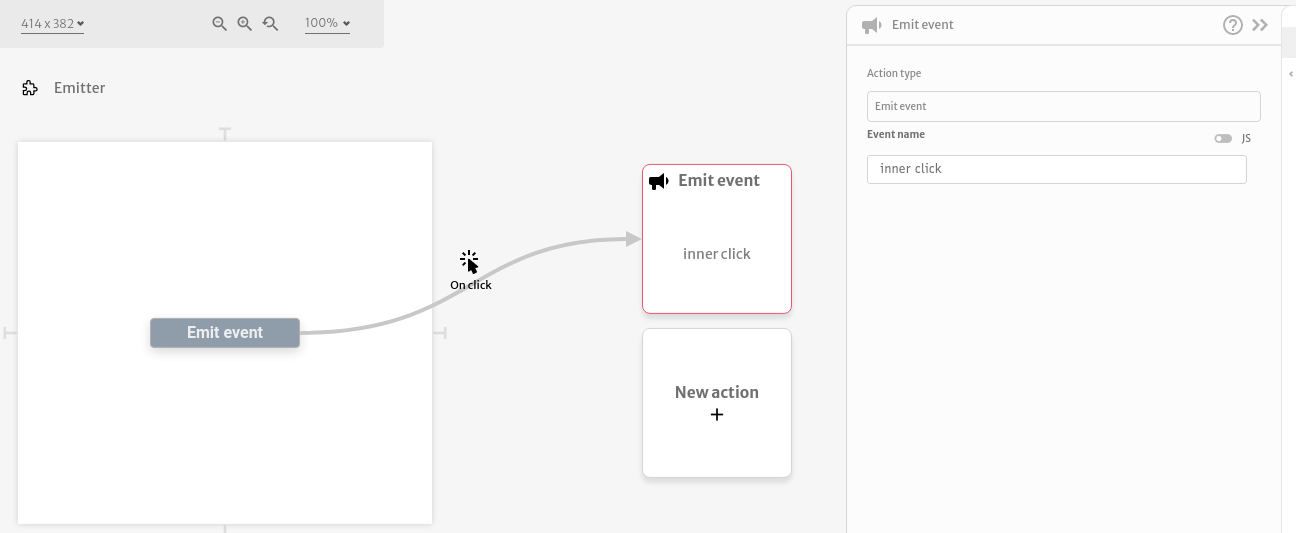 414 x 382
100%
Emit event
Emitter
Action type
Emit event
Event name
JS
inner click
Emit event
inner click
On click
Emit event
New action
+